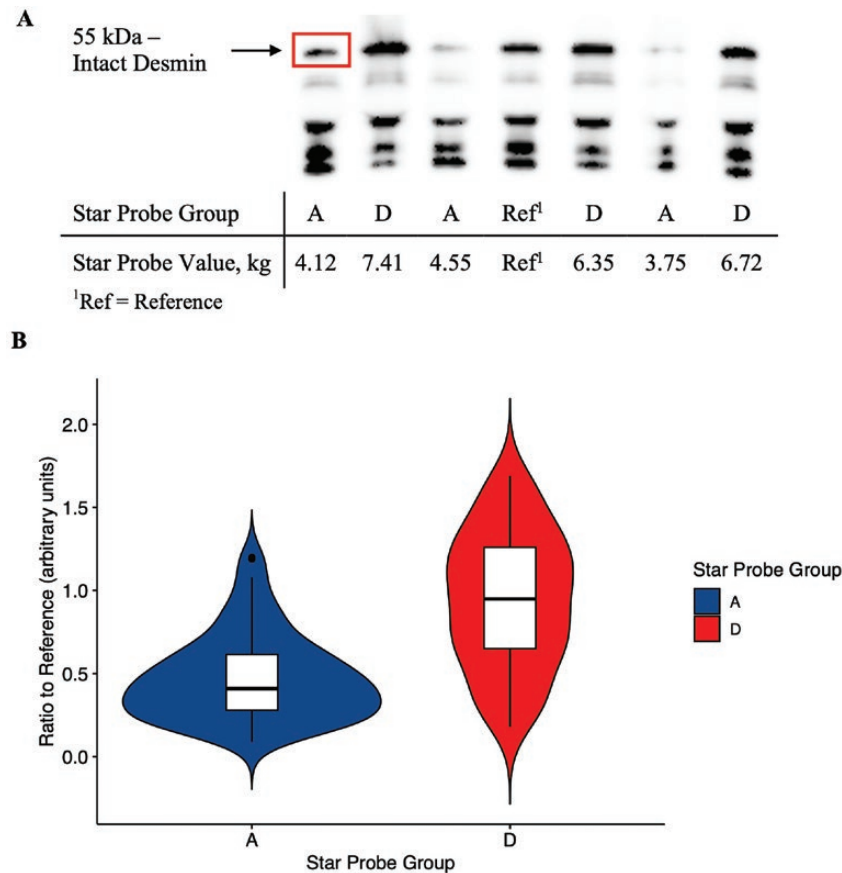 A
55 kDa –
Intact Desmin
Star Probe Group A D A Ref¹ D A D
Star Probe Value, kg 4.12 7.41 4.55 Ref¹ 6.35 3.75 6.72
¹Ref = Reference
B
Ratio to Reference (arbitrary units)
2.0
1.5
1.0
0.5
0.0
A D
Star Probe Group
Star Probe Group
A
D